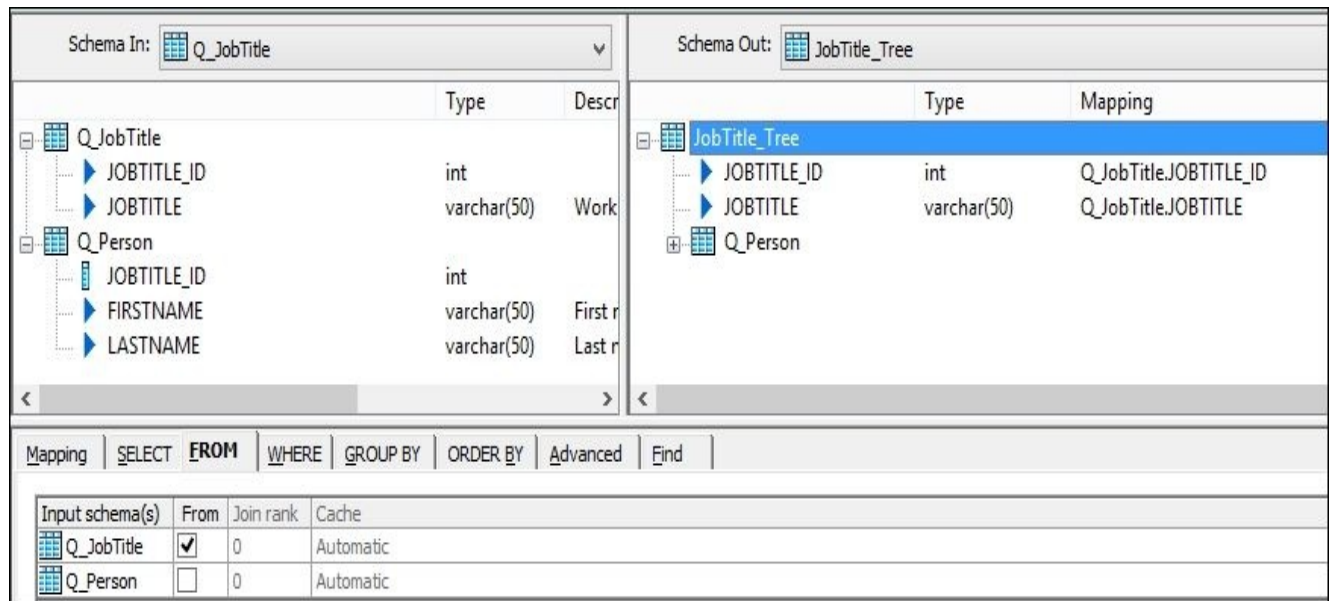 Schema In: Q_JobTitle
Schema Out: JobTitle_Tree
Type Descr
Type Mapping
Q_JobTitle
JobTitle_Tree
JOBTITLE_ID int
JOBTITLE_ID int Q_JobTitle.JOBTITLE_ID
JOBTITLE varchar(50) Work
JOBTITLE varchar(50) Q_JobTitle.JOBTITLE
Q_Person
Q_Person
JOBTITLE_ID int
FIRSTNAME varchar(50) First r
LASTNAME varchar(50) Last n
Mapping SELECT FROM WHERE GROUP BY ORDER BY Advanced Find
Input schema(s) From Join rank Cache
Q_JobTitle 0 Automatic
Q_Person 0 Automatic